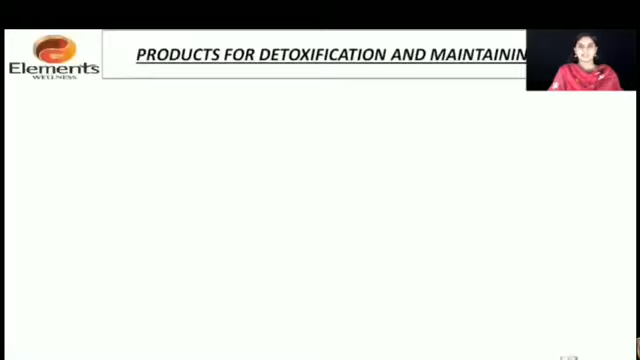 Elements
WELLNESS
PRODUCTS FOR DETOXIFICATION AND MAINTAININ